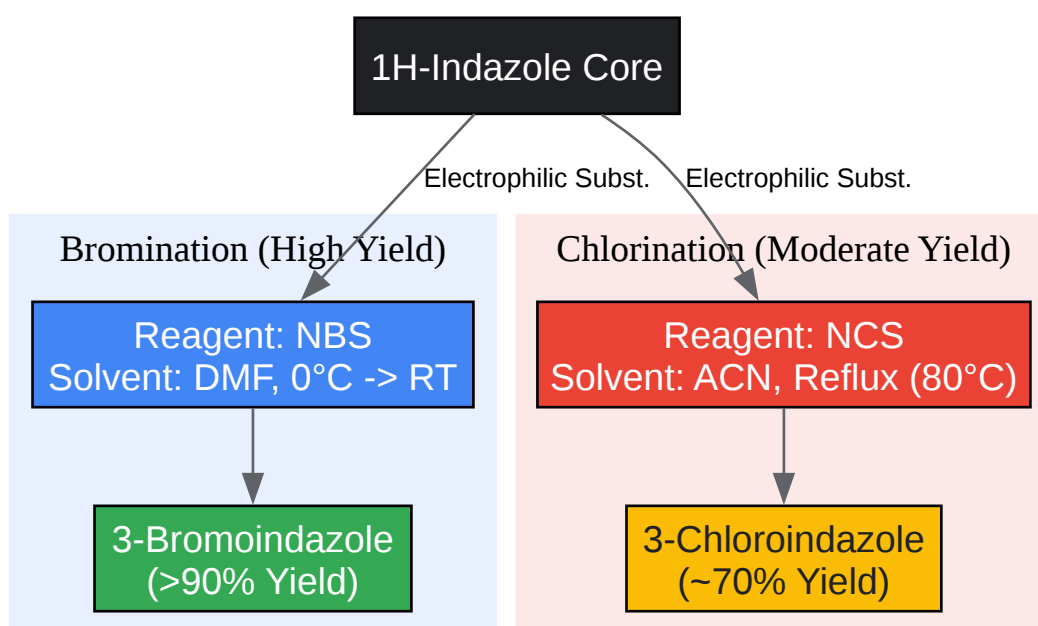 1H-Indazole Core
Electrophilic Subst.
Electrophilic Subst.
Bromination (High Yield)
Reagent: NBS
Solvent: DMF, 0°C -> RT
3-Bromoindazole
(>90% Yield)
Chlorination (Moderate Yield)
Reagent: NCS
Solvent: ACN, Reflux (80°C)
3-Chloroindazole
(~70% Yield)